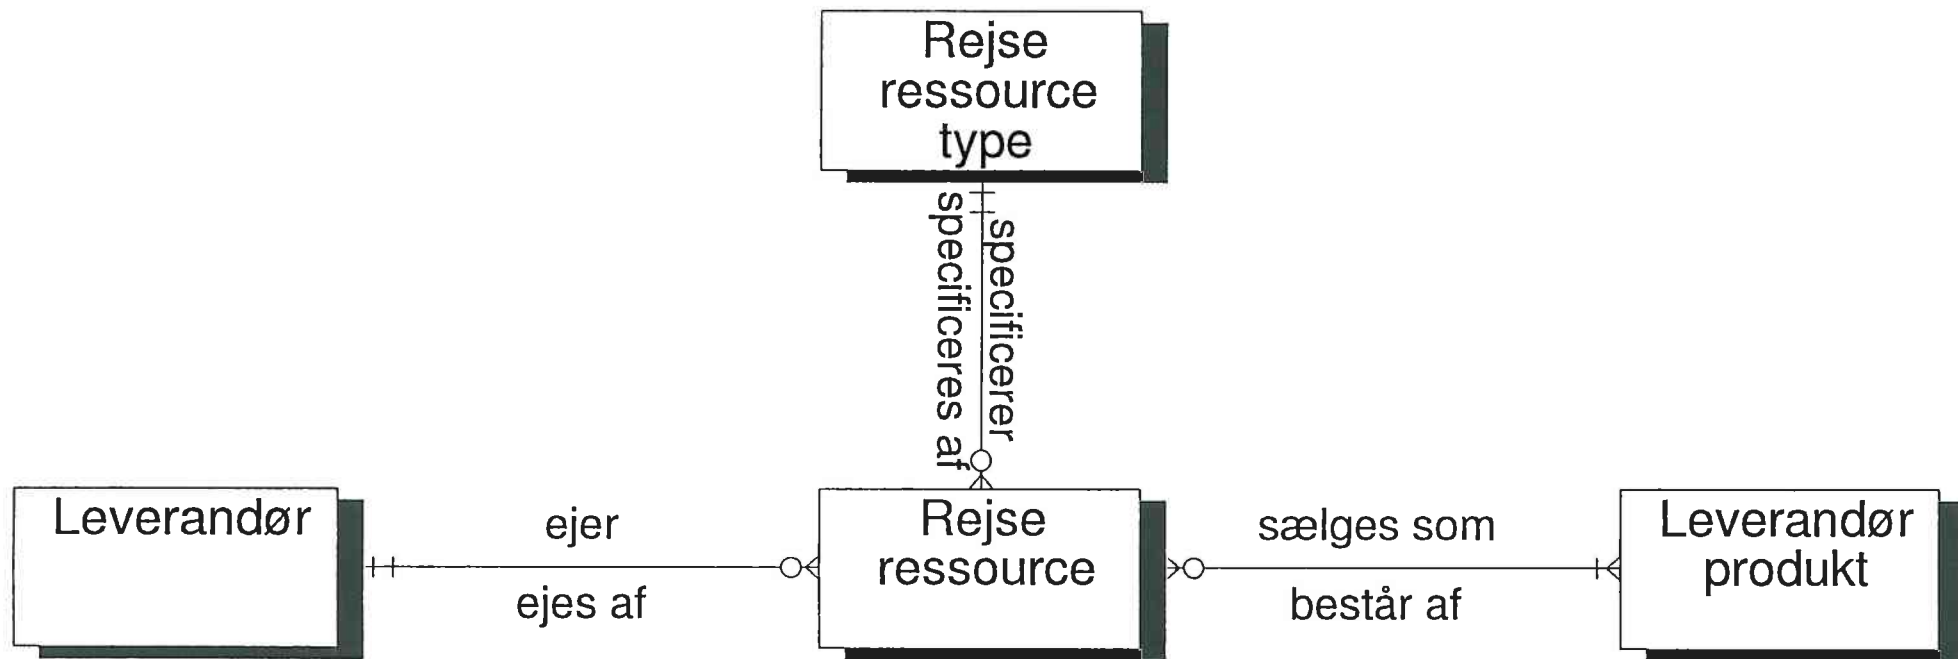 Rejse
ressource
type
specificeres af
specificerer
Leverandør
ejer
ejes af
Rejse
ressource
sælges som
består af
Leverandør
produkt